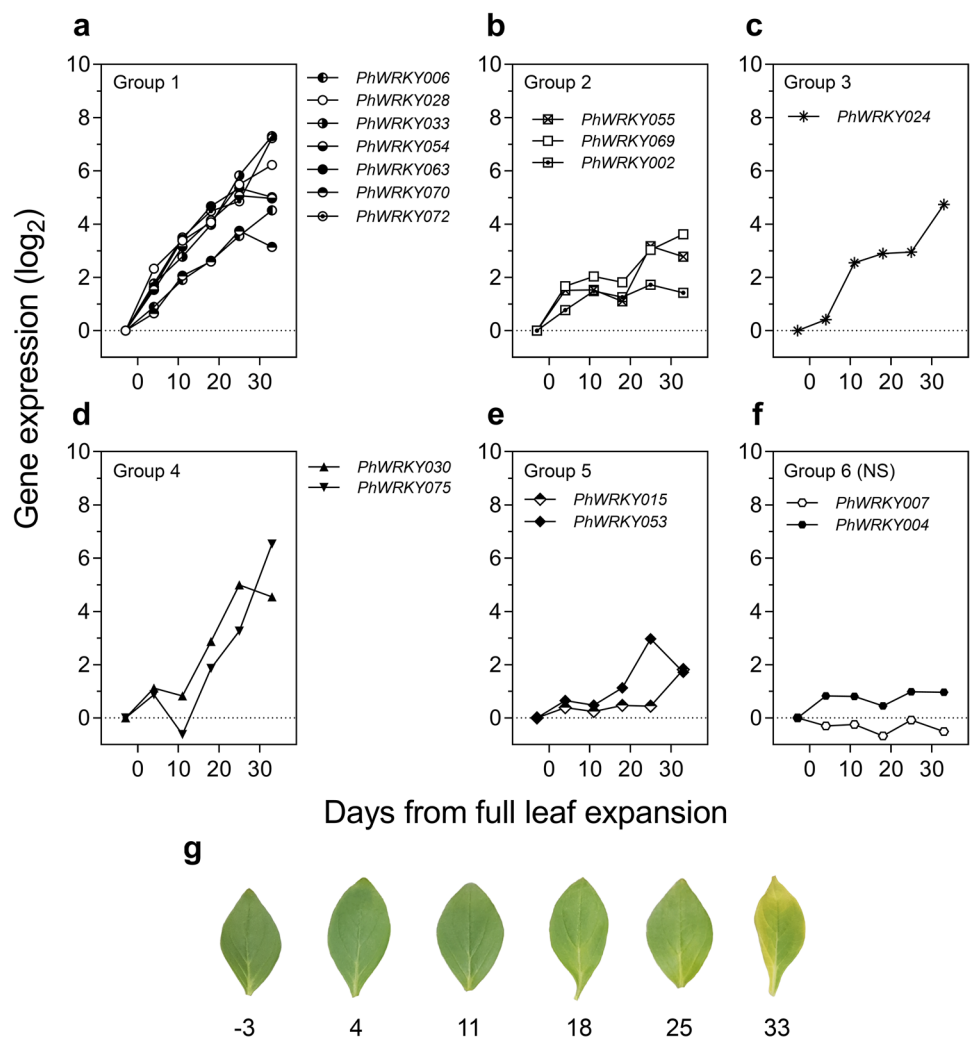 a
Group 1
PhWRKY006
PhWRKY028
PhWRKY033
PhWRKY054
PhWRKY063
PhWRKY070
PhWRKY072
10
8
6
4
2
0
0 10 20 30
b
Group 2
PhWRKY055
PhWRKY069
PhWRKY002
10
8
6
4
2
0
0 10 20 30
c
Group 3
PhWRKY024
10
8
6
4
2
0
0 10 20 30
Gene expression (log2)
d
Group 4
PhWRKY030
PhWRKY075
10
8
6
4
2
0
0 10 20 30
e
Group 5
PhWRKY015
PhWRKY053
10
8
6
4
2
0
0 10 20 30
f
Group 6 (NS)
PhWRKY007
PhWRKY004
10
8
6
4
2
0
0 10 20 30
Days from full leaf expansion
g
-3 4 11 18 25 33